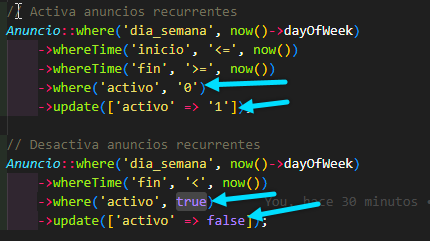 // Activa anuncios recurrentes
Anuncio::where('dia_semana', now()->dayOfWeek)
->whereTime('inicio', '<=', now())
->whereTime('fin', '>=', now())
->where('activo', '0')
->update(['activo' => '1']);
// Desactiva anuncios recurrentes
Anuncio::where('dia_semana', now()->dayOfWeek)
->whereTime('fin', '<', now())
->where('activo', true) You, hace 30 minutos •
->update(['activo' => false]);